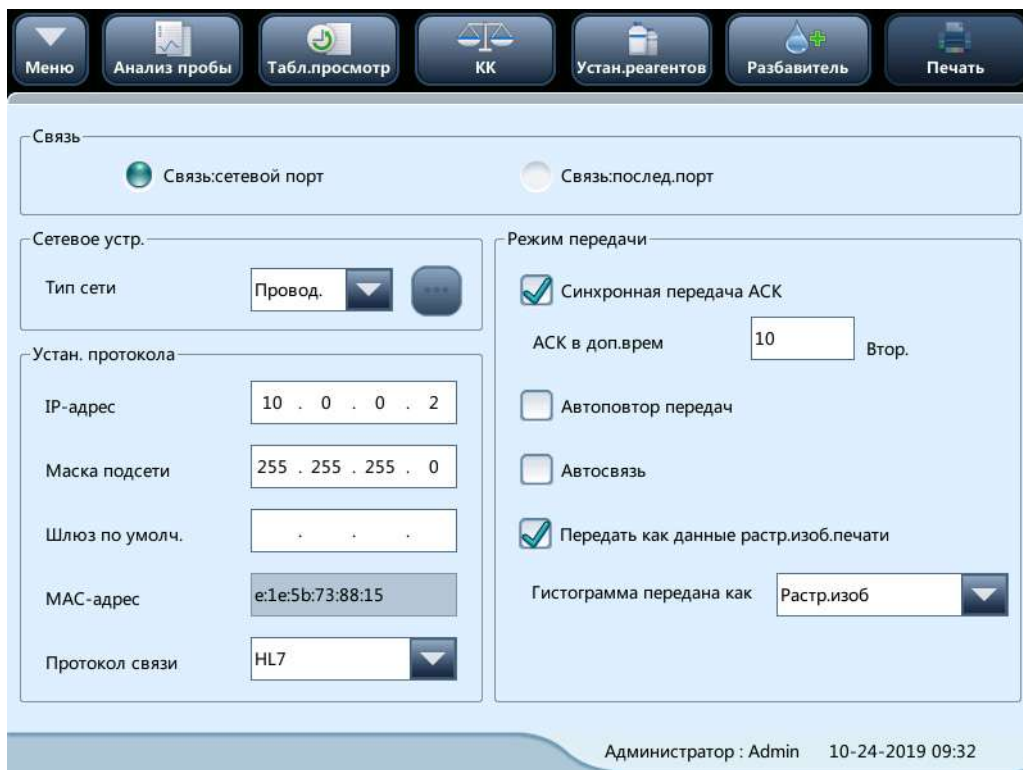 Меню Анализ пробы Табл.просмотр КК Устан.реагентов Разбавитель Печать
Связь
Связь:сетевой порт Связь:послед.порт
Сетевое устр.
Тип сети Провод. ...
Устан. протокола
IP-адрес 10 . 0 . 0 . 2
Маска подсети 255 . 255 . 255 . 0
Шлюз по умолч. . . .
MAC-адрес e:1e:5b:73:88:15
Протокол связи HL7
Режим передачи
Синхронная передача ACK
ACK в доп.врем 10 Втор.
Автоповтор передач
Автосвязь
Передать как данные растр.изоб.печати
Гистограмма передана как Растр.изоб
Администратор : Admin 10-24-2019 09:32